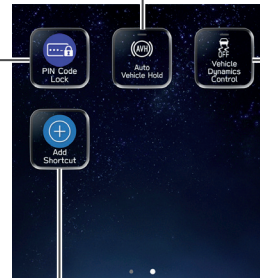 PIN Code
Lock
AVH
Auto
Vehicle Hold
OFF
Vehicle
Dynamics
Control
Add
Shortcut